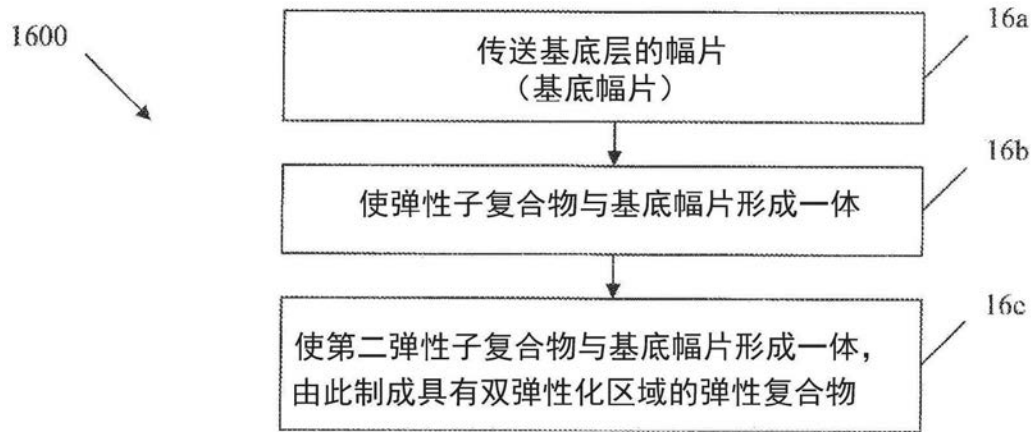 1600
16a
传送基底层的幅片
（基底幅片）
16b
使弹性子复合物与基底幅片形成一体
16c
使第二弹性子复合物与基底幅片形成一体，
由此制成具有双弹性化区域的弹性复合物